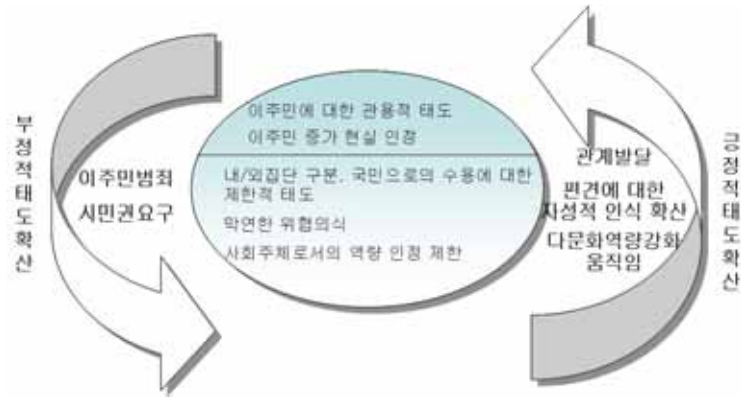 부정적태도확산
이주민범죄
시민권요구
이주민에 대한 관용적 태도
이주민 증가 현실 인정
내/외집단 구분, 국민으로의 수용에 대한
제한적 태도
막연한 위협의식
사회주체로서의 역량 인정 제한
관계발달
편견에 대한
자성적 인식 확산
다문화역량강화
움직임
긍정적태도확산